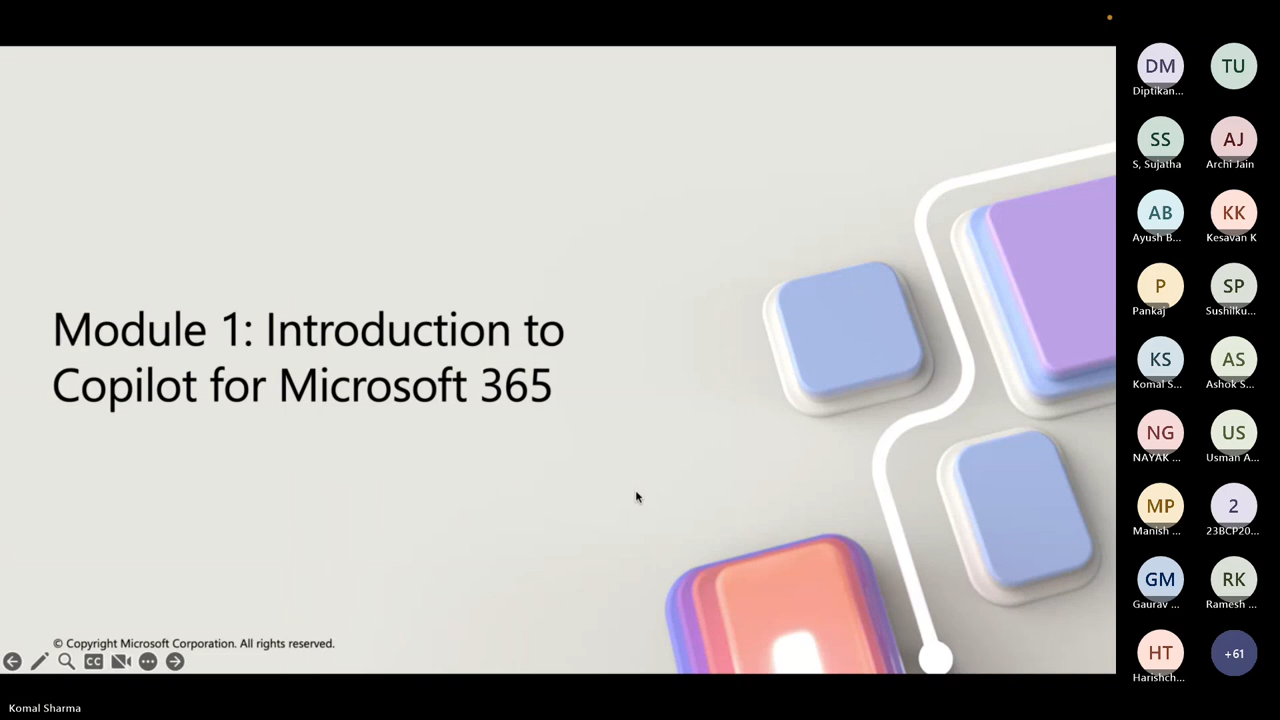 Module 1: Introduction to
Copilot for Microsoft 365
© Copyright Microsoft Corporation. All rights reserved.
CC
Komal Sharma
DM
Diptikan...
TU
SS
S, Sujatha
AJ
Archi Jain
AB
Ayush B...
KK
Kesavan K
P
Pankaj
SP
Sushilku...
KS
Komal S...
AS
Ashok S...
NG
NAYAK ...
US
Usman A...
MP
Manish ...
2
23BCP20...
GM
Gaurav ...
RK
Ramesh ...
HT
Harishch...
+61